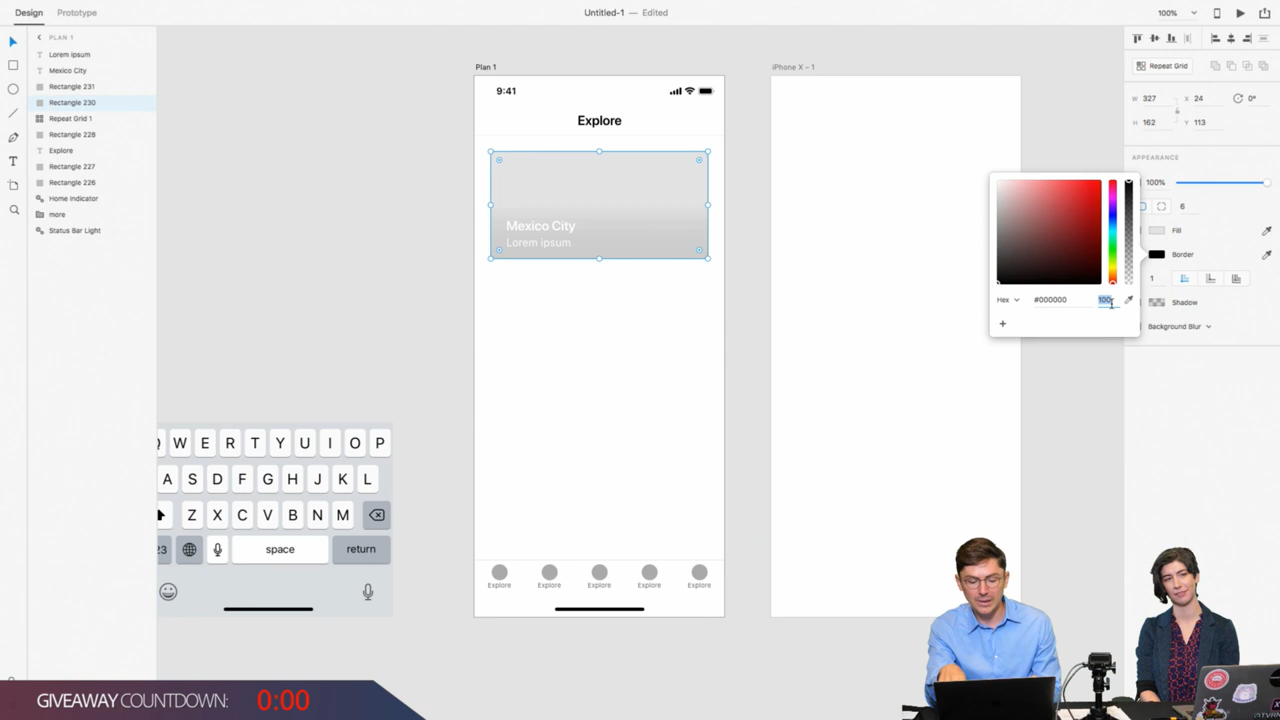 Design Prototype
Untitled-1 — Edited
100%
PLAN 1
Lorem ipsum
Mexico City
Rectangle 231
Rectangle 230
Repeat Grid 1
Rectangle 228
Explore
Rectangle 227
Rectangle 226
Home Indicator
more
Status Bar Light
Plan 1
9:41
Explore
Mexico City
Lorem ipsum
Explore Explore Explore Explore Explore
iPhone X – 1
Q W E R T Y U I O P
A S D F G H J K L
Z X C V B N M
23 space return
Repeat Grid
W 327 X 24 0°
H 162 Y 113
APPEARANCE
100%
6
Fill
Border
1
Shadow
Background Blur
Hex #000000 100
GIVEAWAY COUNTDOWN: 0:00